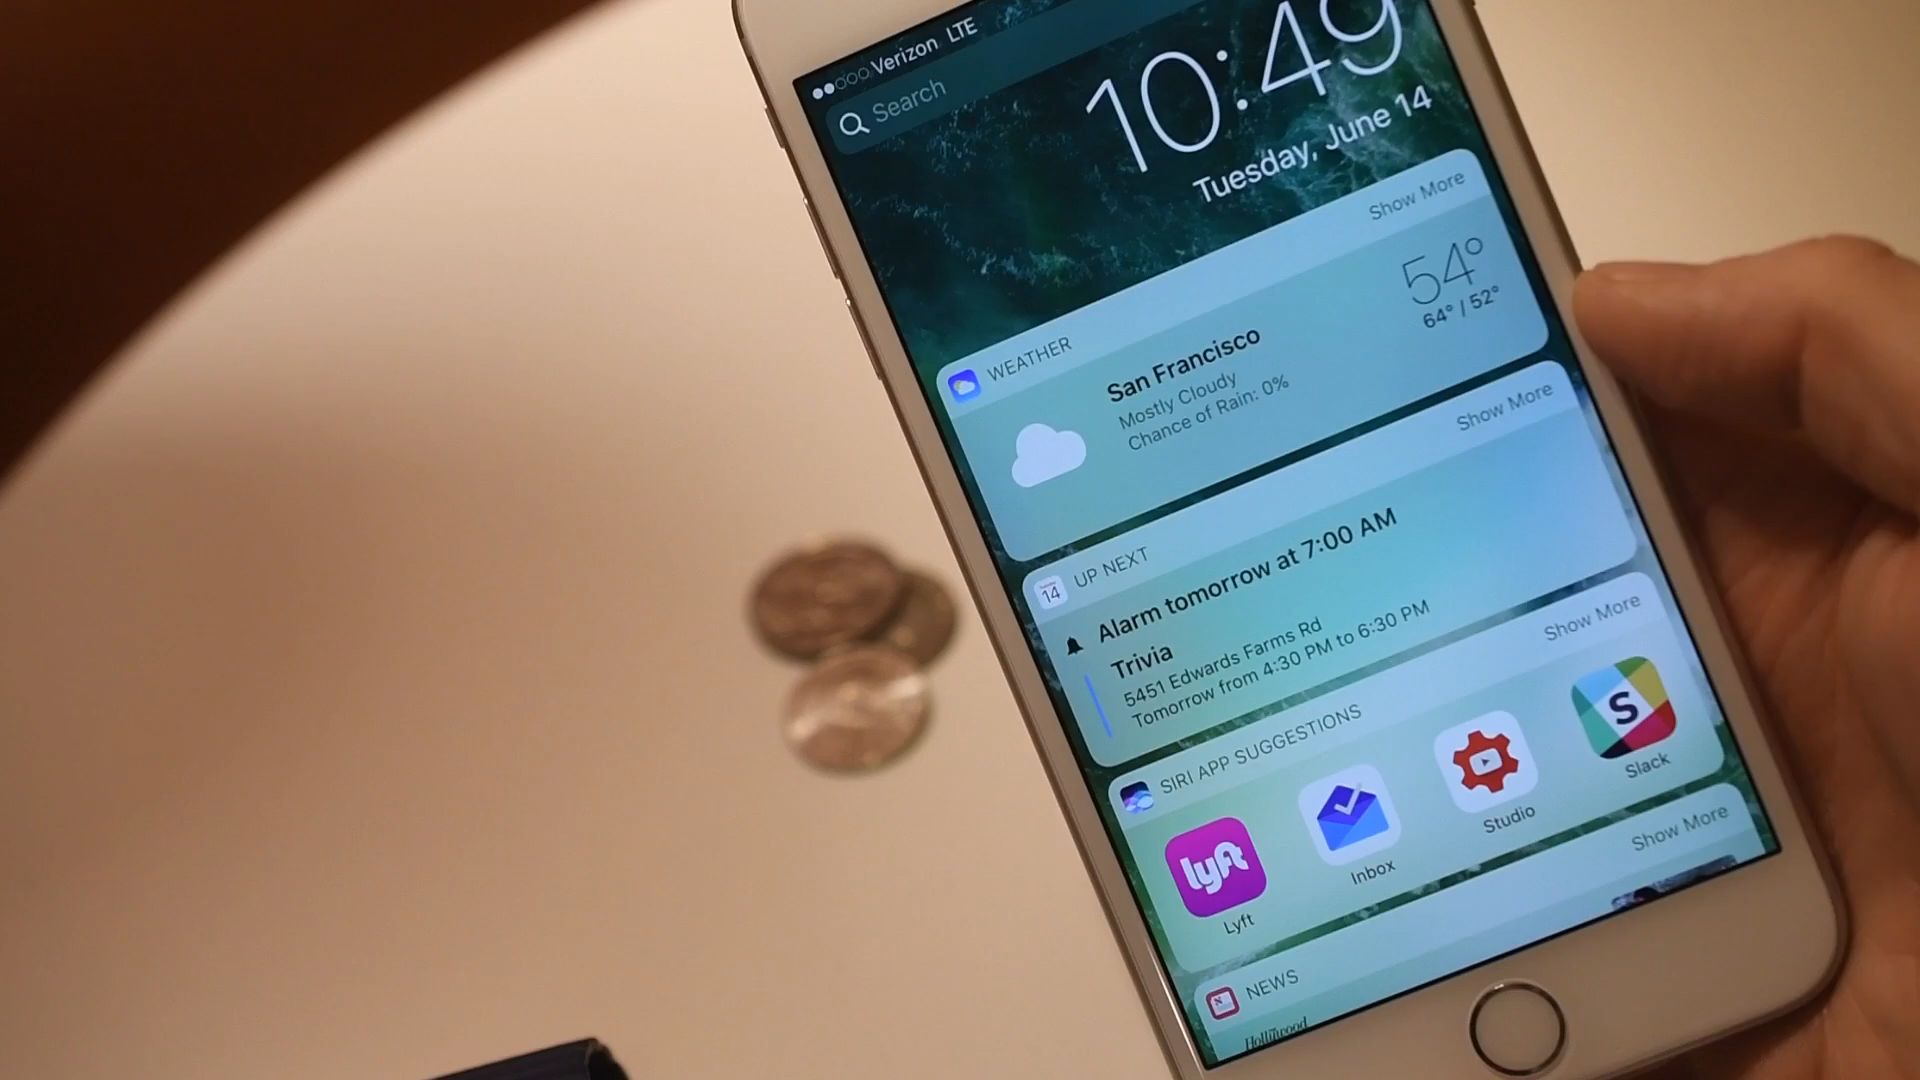 Verizon LTE
Search
10:49
Tuesday, June 14
WEATHER
Show More
San Francisco
Mostly Cloudy
Chance of Rain: 0%
54°
64° / 52°
14
UP NEXT
Show More
Alarm tomorrow at 7:00 AM
Trivia
5451 Edwards Farms Rd
Tomorrow from 4:30 PM to 6:30 PM
SIRI APP SUGGESTIONS
Show More
lyft
S
Lyft
Inbox
Studio
Slack
N
NEWS
Show More
Hollywood